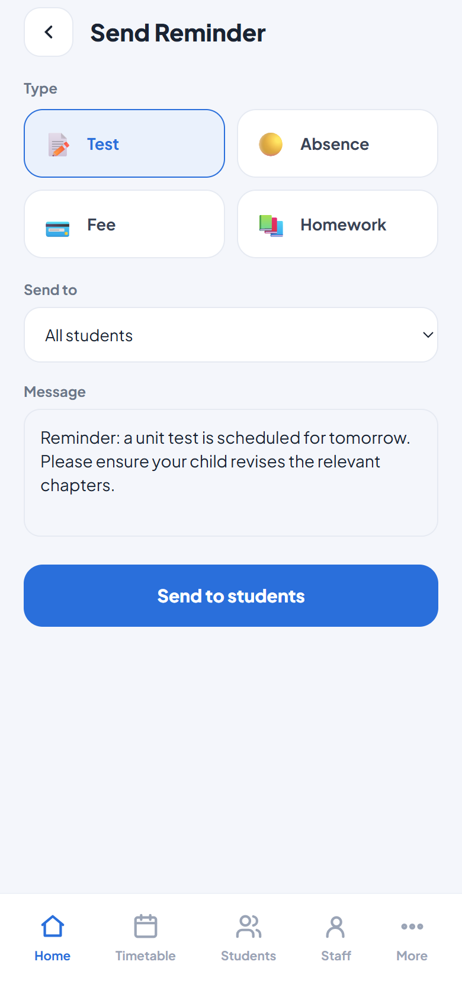 Send Reminder
Type
Test
Absence
Fee
Homework
Send to
All students
Message
Reminder: a unit test is scheduled for tomorrow.
Please ensure your child revises the relevant
chapters.
Send to students
Home
Timetable
Students
Staff
More